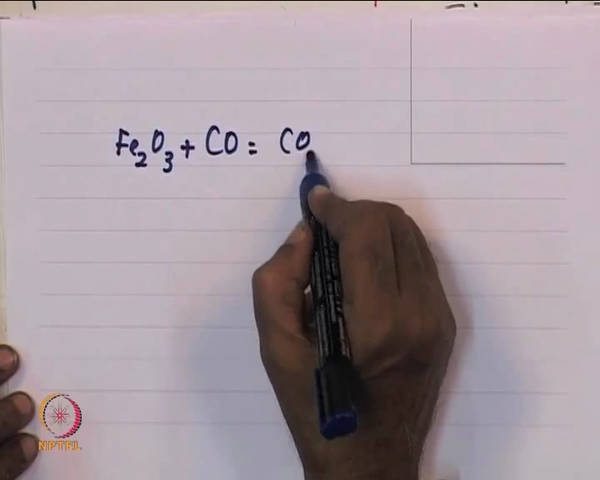 Fe₂O₃ + CO = CO
NPTEL